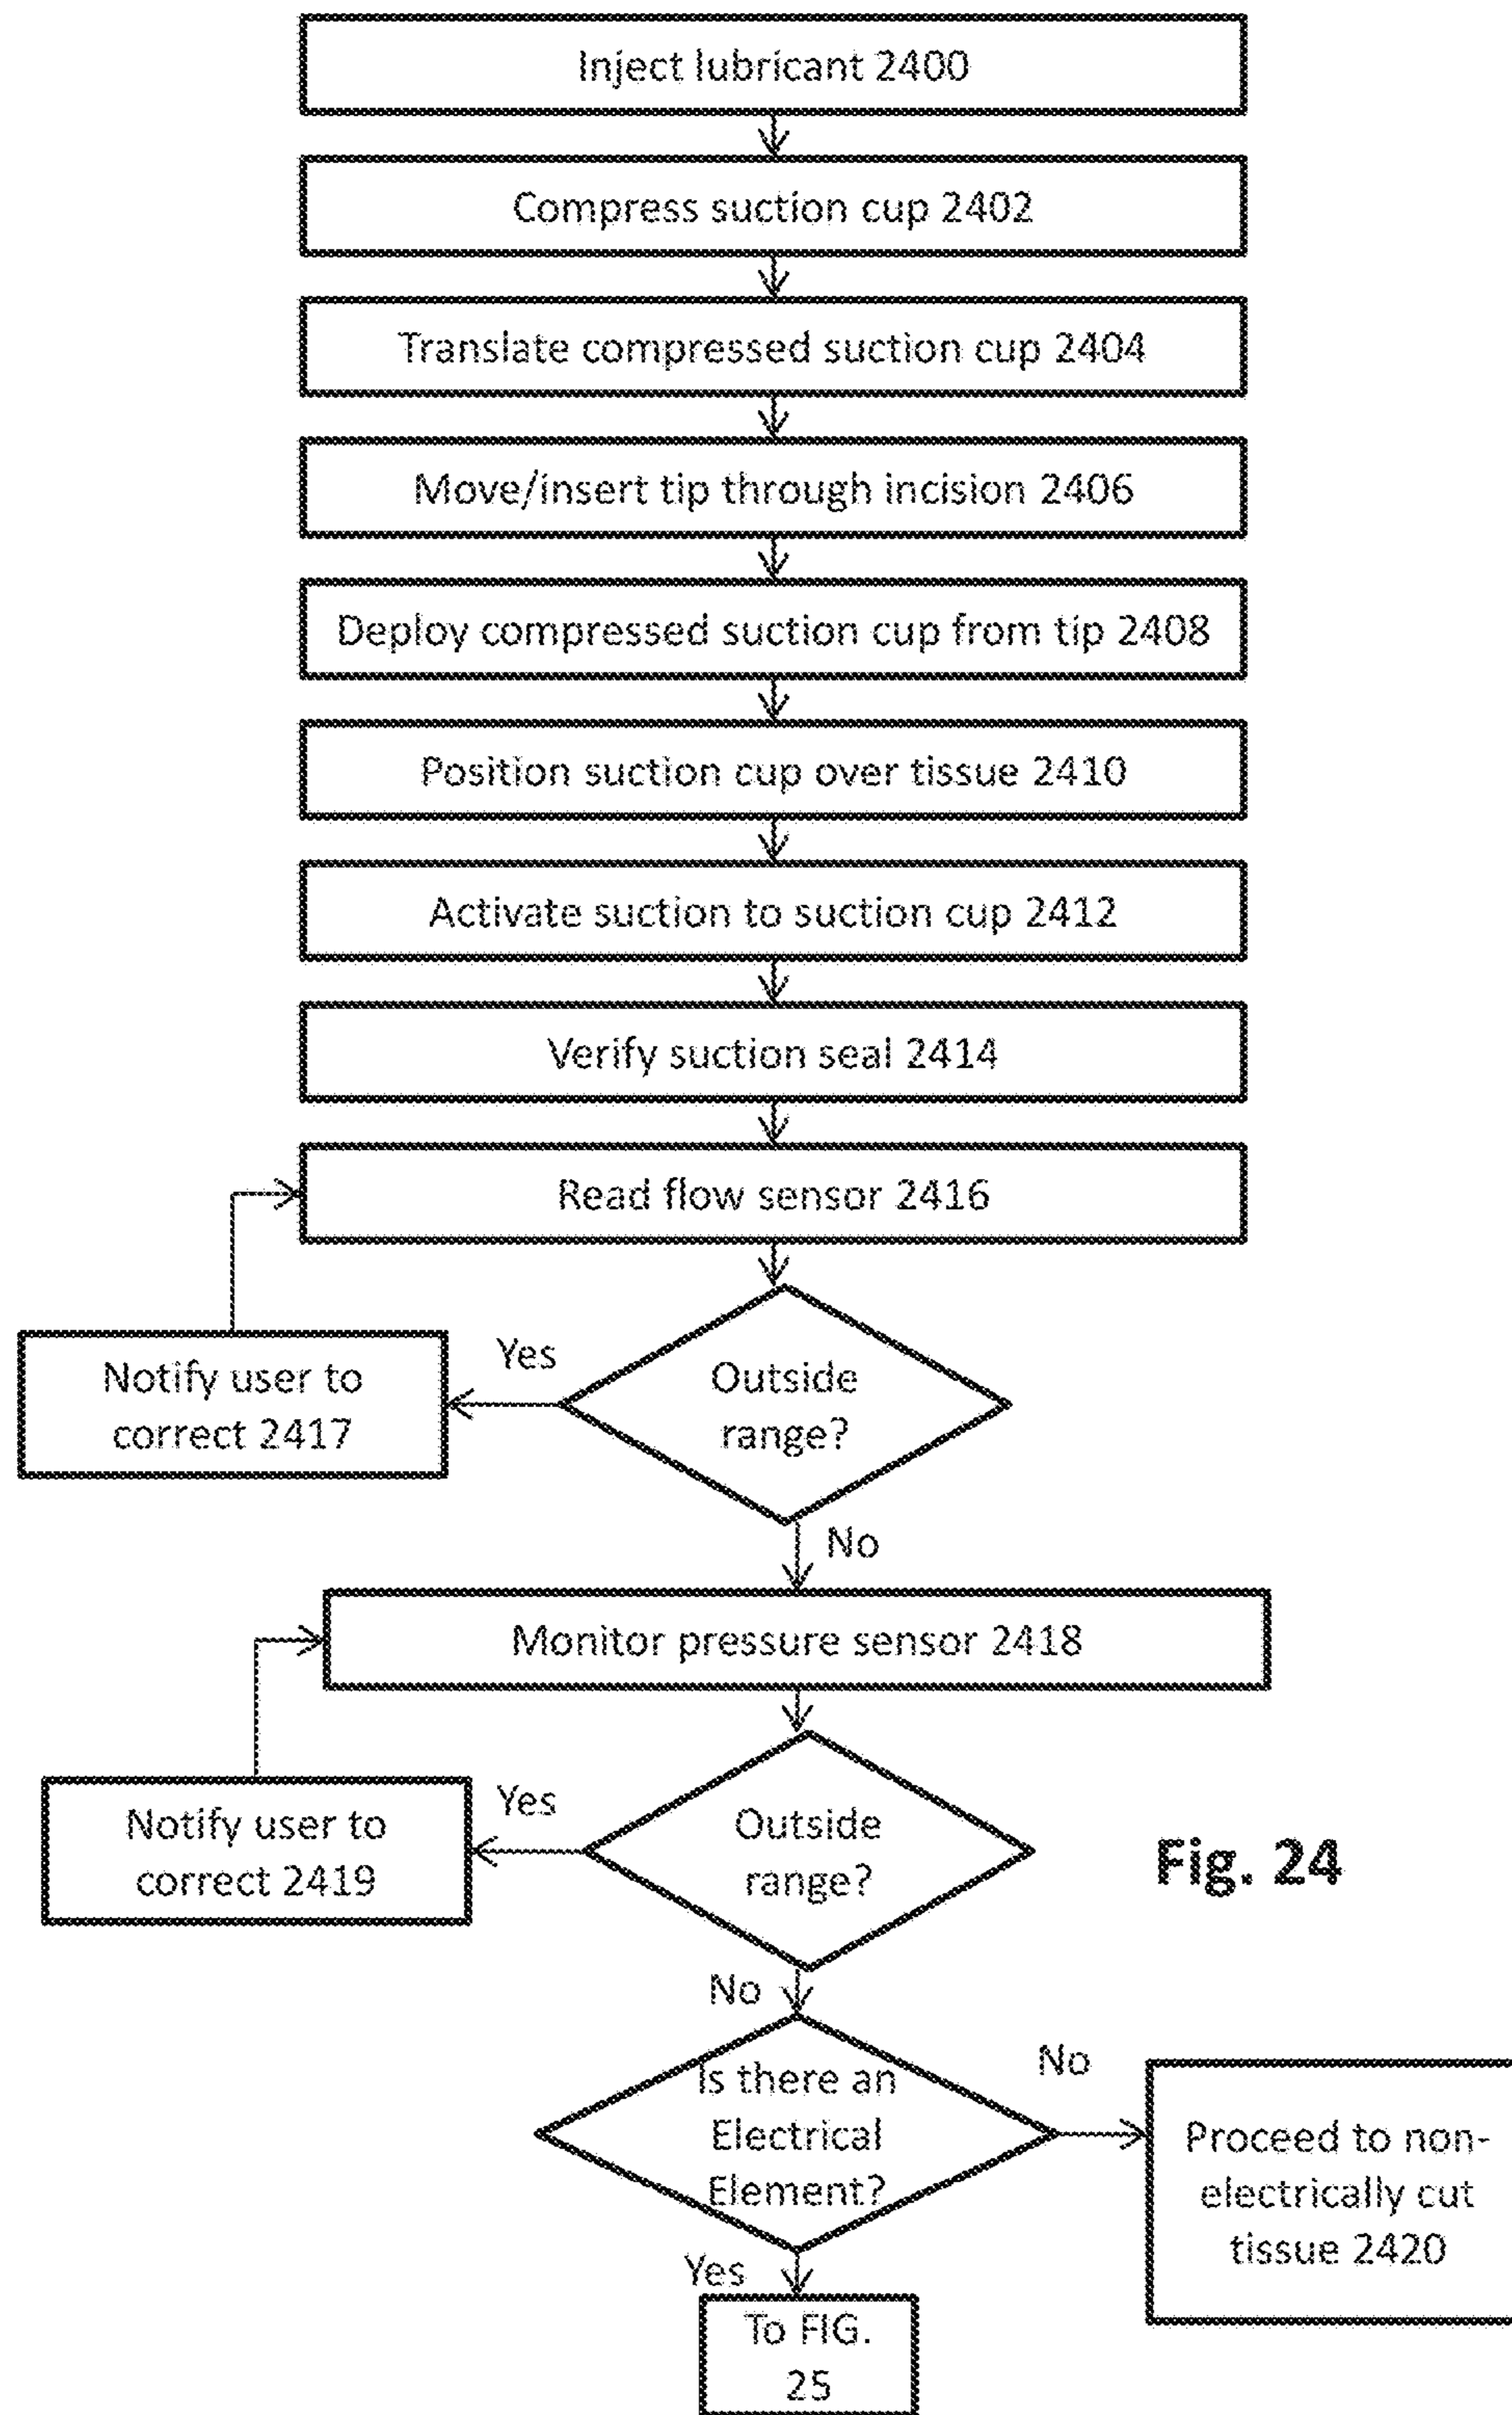 Inject lubricant 2400
Compress suction cup 2402
Translate compressed suction cup 2404
Move/insert tip through incision 2406
Deploy compressed suction cup from tip 2408
Position suction cup over tissue 2410
Activate suction to suction cup 2412
Verify suction seal 2414
Read flow sensor 2416
Notify user to
correct 2417
Yes
Outside
range?
No
Monitor pressure sensor 2418
Notify user to
correct 2419
Yes
Outside
range?
Fig. 24
No
Is there an
Electrical
Element?
No
Proceed to non-
electrically cut
tissue 2420
Yes
To FIG.
25